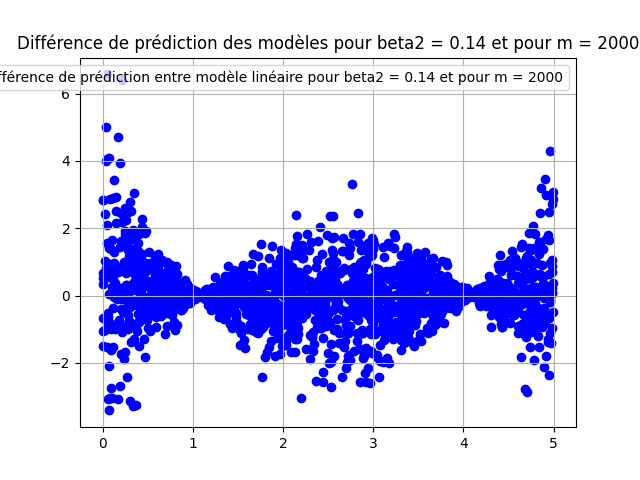 Différence de prédiction des modèles pour beta2 = 0.14 et pour m = 2000
fférence de prédiction entre modèle linéaire pour beta2 = 0.14 et pour m = 2000
6
4
2
0
−2
0 1 2 3 4 5